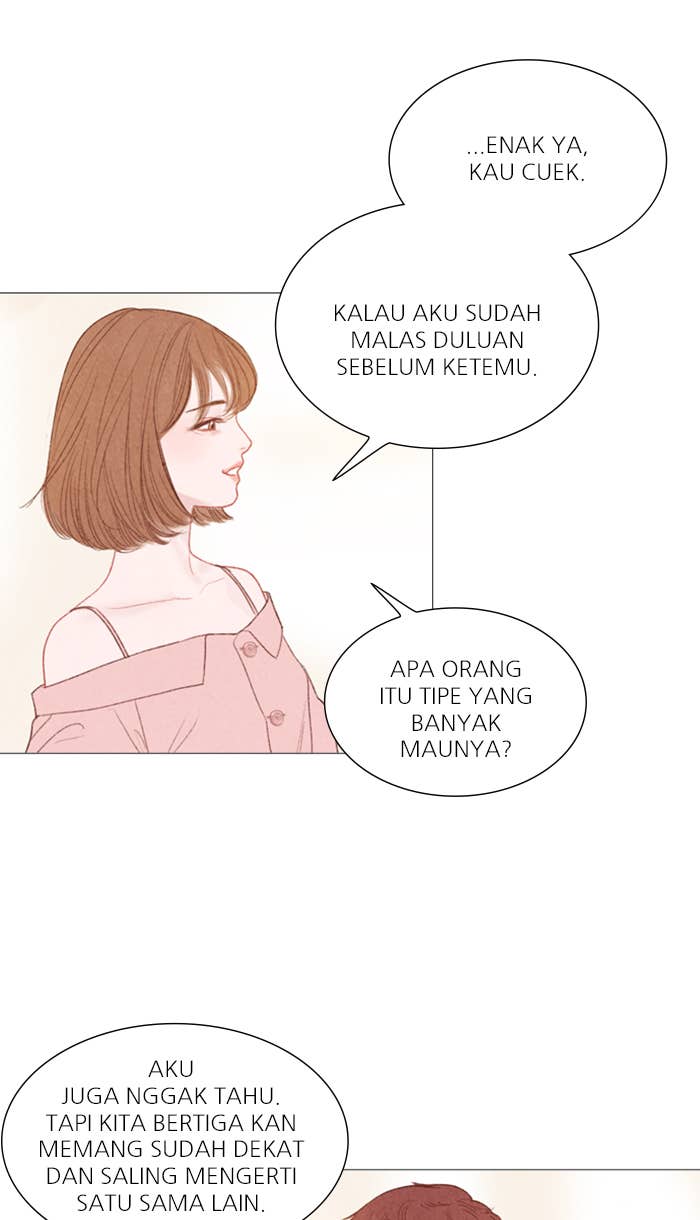 ...ENAK YA,
KAU CUEK.
KALAU AKU SUDAH
MALAS DULUAN
SEBELUM KETEMU.
APA ORANG
ITU TIPE YANG
BANYAK
MAUNYA?
AKU
JUGA NGGAK TAHU.
TAPI KITA BERTIGA KAN
MEMANG SUDAH DEKAT
DAN SALING MENGERTI
SATU SAMA LAIN.